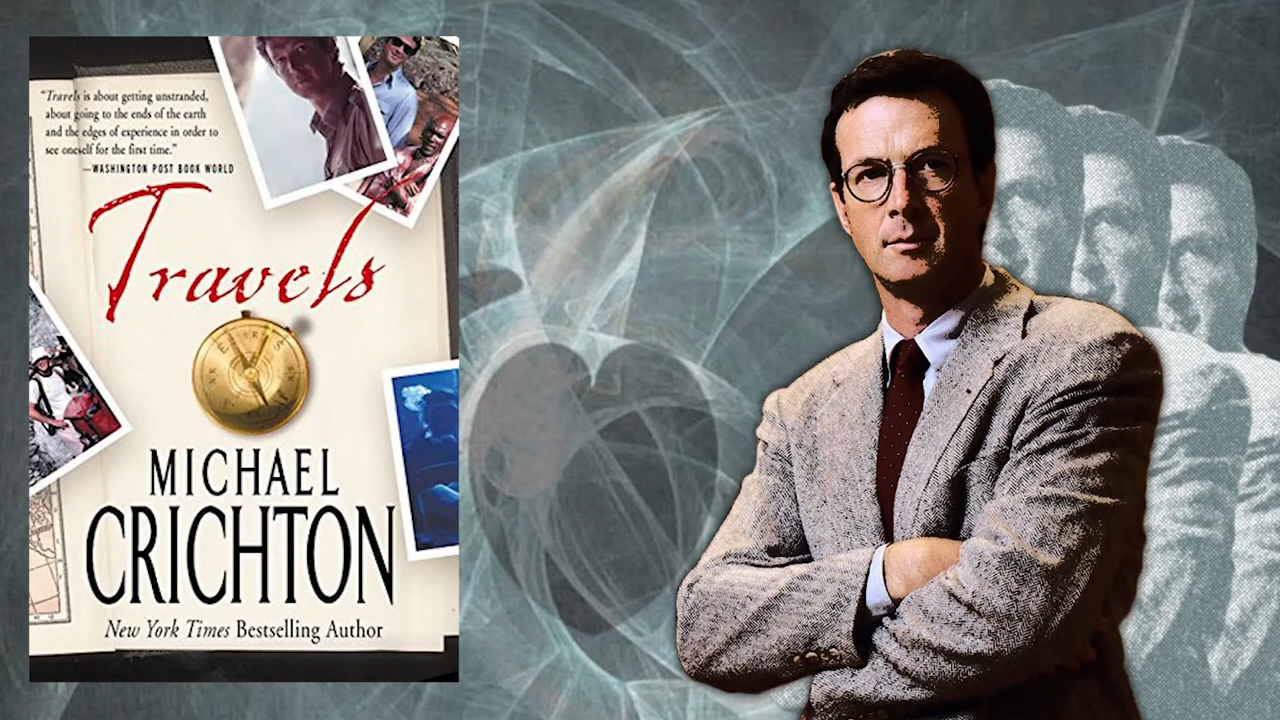 “Travels is about getting unstranded,
about going to the ends of the earth
and the edges of experience in order to
see oneself for the first time.”
—WASHINGTON POST BOOK WORLD
Travels
MICHAEL
CRICHTON
New York Times Bestselling Author